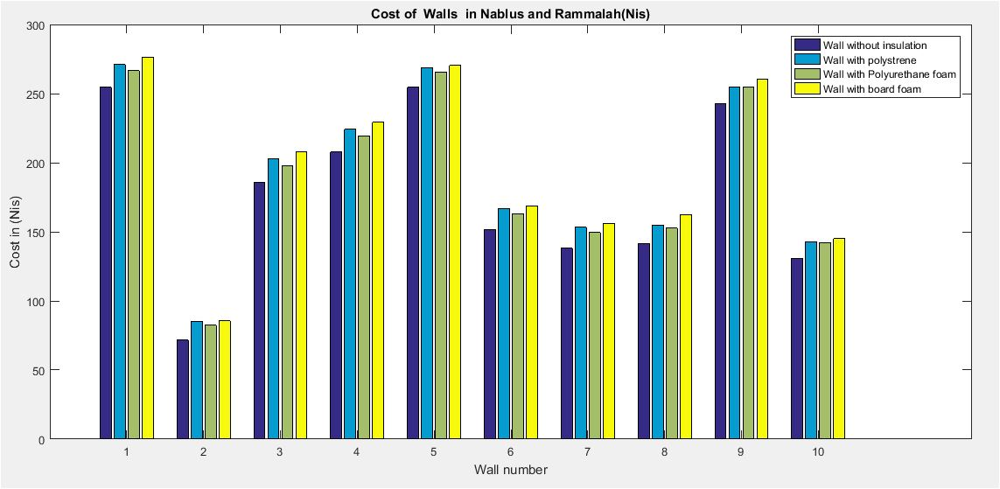 Cost of  Walls  in Nablus and Rammalah(Nis)
300
250
200
150
100
50
0
Cost in (Nis)
Wall without insulation
Wall with polystrene
Wall with Polyurethane foam
Wall with board foam
1 2 3 4 5 6 7 8 9 10
Wall number